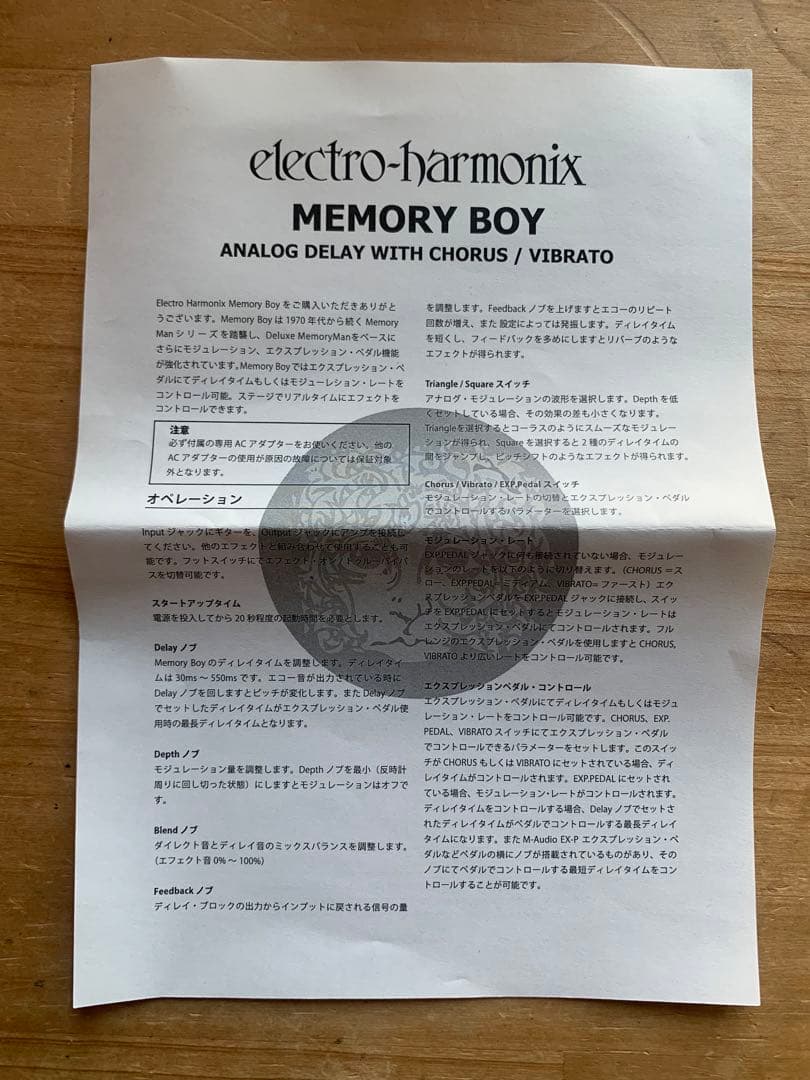 electro-harmonix
MEMORY BOY
ANALOG DELAY WITH CHORUS / VIBRATO
Electro Harmonix Memory Boy をご購入いただきありがと
うございます。Memory Boy は 1970 年代から続く Memory
Man シリーズを踏襲し、Deluxe MemoryManをベースに
さらにモジュレーション、エクスプレッション・ペダル機能
が強化されています。Memory Boyではエクスプレッション・ペ
ダルにてディレイタイムもしくはモジューレション・レートを
コントロール可能。ステージでリアルタイムにエフェクトを
コントロールできます。
注意
必ず付属の専用 AC アダプターをお使いください。他の
AC アダプターの使用が原因の故障については保証対象
外となります。
オペレーション
Input ジャックにギターを、Output ジャックにアンプを接続し
てください。他のエフェクトと組み合わせて使用することも可
能です。フットスイッチにてエフェクト・オン / トゥルーバイパ
スを切替可能です。
スタートアップタイム
電源を投入してから 20 秒程度の起動時間を必要とします。
Delay ノブ
Memory Boy のディレイタイムを調整します。ディレイタイ
ムは 30ms 〜 550ms です。エコー音が出力されている時に
Delay ノブを回しますとピッチが変化します。また Delay ノブ
でセットしたディレイタイムがエクスプレッション・ペダル使
用時の最長ディレイタイムとなります。
Depth ノブ
モジュレーション量を調整します。Depth ノブを最小（反時計
周りに回し切った状態）にしますとモジュレーションはオフで
す。
Blend ノブ
ダイレクト音とディレイ音のミックスバランスを調整します。
（エフェクト音 0% 〜 100%）
Feedback ノブ
ディレイ・ブロックの出力からインプットに戻される信号の量
を調整します。Feedback ノブを上げますとエコーのリピート
回数が増え、また 設定によっては発振します。ディレイタイム
を短くし、フィードバックを多めにしますとリバーブのような
エフェクトが得られます。
Triangle / Square スイッチ
アナログ・モジュレーションの波形を選択します。Depth を低
くセットしている場合、その効果の差も小さくなります。
Triangleを選択するとコーラスのようにスムーズなモジュレー
ションが得られ、Square を選択すると 2 種のディレイタイムの
間をジャンプし、ピッチシフトのようなエフェクトが得られます。
Chorus / Vibrato / EXP.Pedal スイッチ
モジュレーション・レートの切替とエクスプレッション・ペダル
でコントロールするパラメーターを選択します。
モジュレーション・レート
EXP.PEDAL ジャックに何も接続されていない場合、モジュレー
ションのレートを以下のように切り替えます。（CHORUS =ス
ロー、EXP.PEDAL=ミディアム、VIBRATO= ファースト）エク
スプレッションペダルを EXP.PEDAL ジャックに接続し、スイッ
チを EXP.PEDAL にセットするとモジュレーション・レートは
エクスプレッション・ペダルにてコントロールされます。フル
レンジのエクスプレッション・ペダルを使用しますと CHORUS,
VIBRATO より広いレートをコントロール可能です。
エクスプレッションペダル・コントロール
エクスプレッション・ペダルにてディレイタイムもしくはモジュ
レーション・レートをコントロール可能です。CHORUS、EXP.
PEDAL、VIBRATO スイッチにてエクスプレッション・ペダル
でコントロールできるパラメーターをセットします。このスイッ
チが CHORUS もしくは VIBRATO にセットされている場合、ディ
レイタイムがコントロールされます。EXP.PEDAL にセットされ
ている場合、モジュレーション・レートがコントロールされます。
ディレイタイムをコントロールする場合、Delay ノブでセットさ
れたディレイタイムがペダルでコントロールする最長ディレイ
タイムになります。また M-Audio EX-P エクスプレッション・ペ
ダルなどペダルの横にノブが搭載されているものがあり、その
ノブにてペダルでコントロールする最短ディレイタイムをコン
トロールすることが可能です。